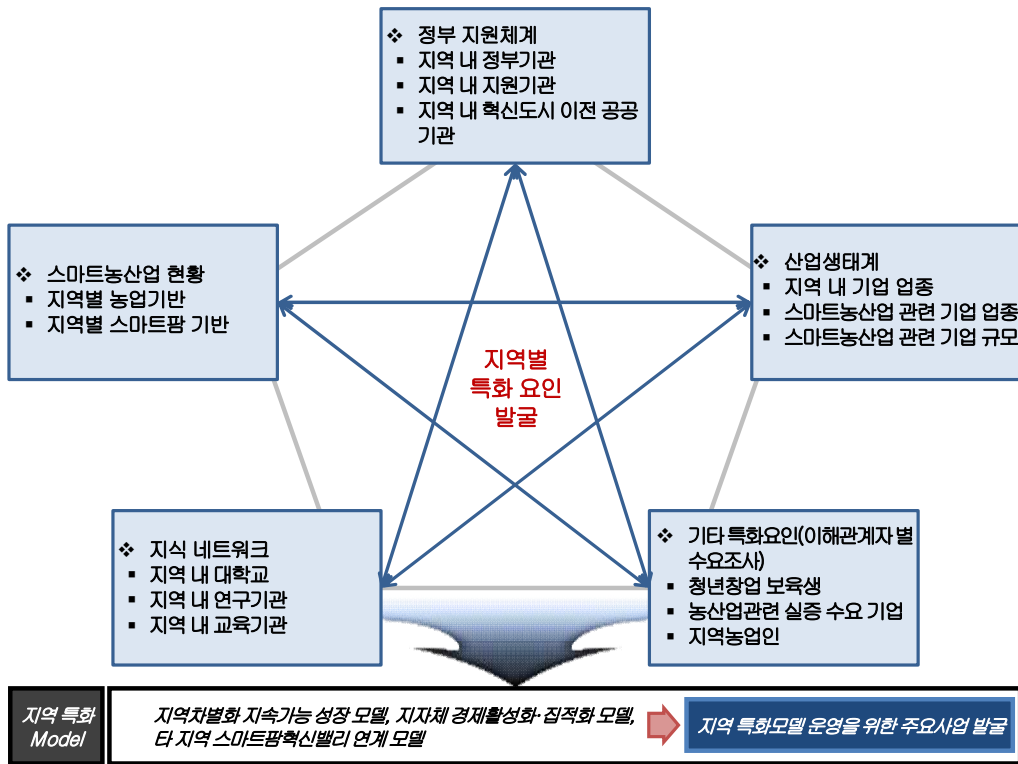 ❖ 정부 지원체계
▪ 지역 내 정부기관
▪ 지역 내 지원기관
▪ 지역 내 혁신도시 이전 공공
기관
❖ 스마트농산업 현황
▪ 지역별 농업기반
▪ 지역별 스마트팜 기반
❖ 산업생태계
▪ 지역 내 기업 업종
▪ 스마트농산업 관련 기업 업종
▪ 스마트농산업 관련 기업 규모
지역별
특화 요인
발굴
❖ 지식 네트워크
▪ 지역 내 대학교
▪ 지역 내 연구기관
▪ 지역 내 교육기관
❖ 기타 특화요인(이해관계자 별
수요조사)
▪ 청년창업 보육생
▪ 농산업관련 실증 수요 기업
▪ 지역농업인
지역 특화
Model
지역차별화 지속가능 성장 모델, 지자체 경제활성화·집적화 모델,
타 지역 스마트팜혁신밸리 연계 모델
지역 특화모델 운영을 위한 주요사업 발굴